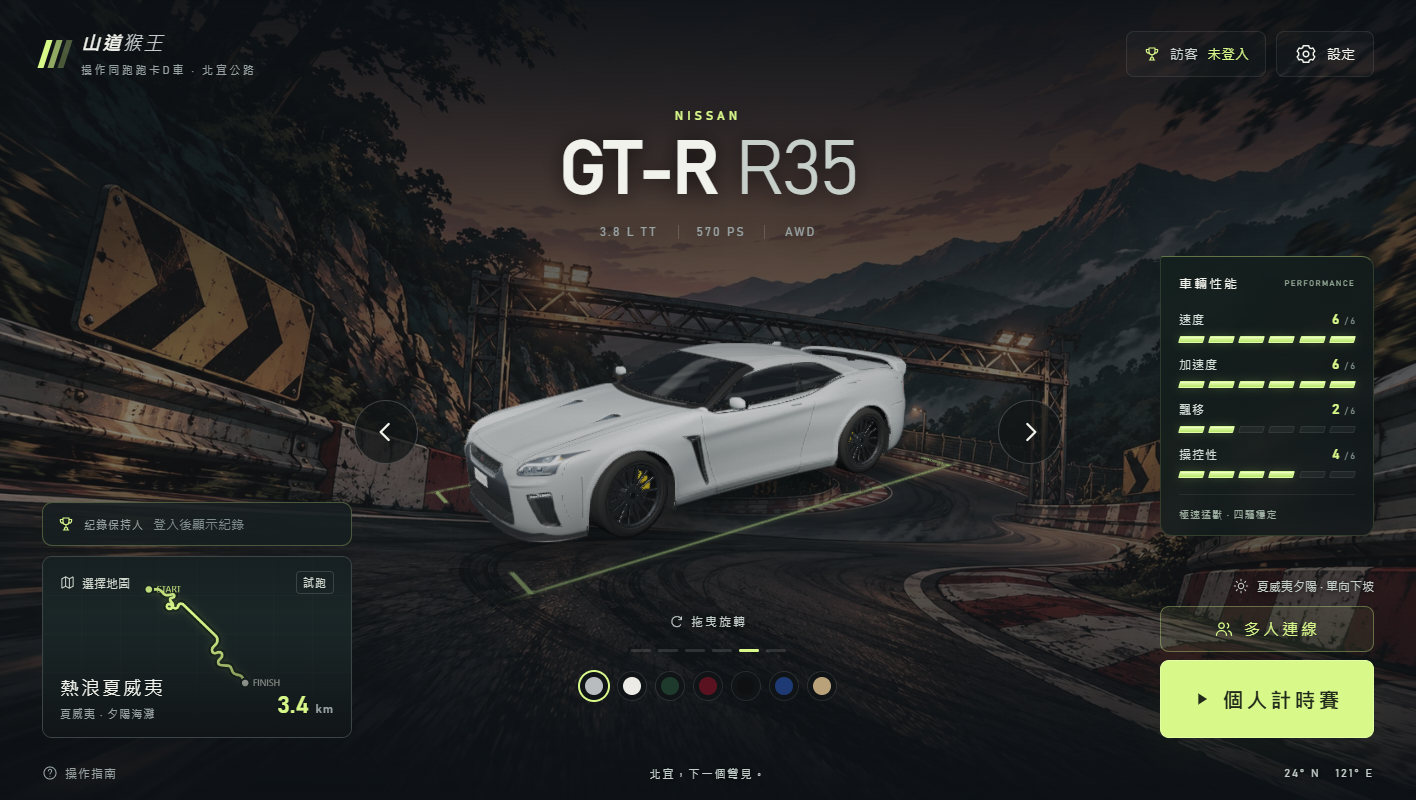 山道猴王
操作同跑跑卡D車 · 北宜公路
訪客 未登入
設定
NISSAN
GT-R R35
3.8 L TT
570 PS
AWD
車輛性能 PERFORMANCE
速度 6 /6
加速度 6 /6
飄移 2 /6
操控性 4 /6
極速猛獸 · 四驅穩定
紀錄保持人 登入後顯示紀錄
選擇地圖
試跑
START
FINISH
熱浪夏威夷
夏威夷 · 夕陽海灘
3.4 km
拖曳旋轉
夏威夷夕陽 · 單向下坡
多人連線
個人計時賽
操作指南
北宜，下一個彎見。
24° N 121° E